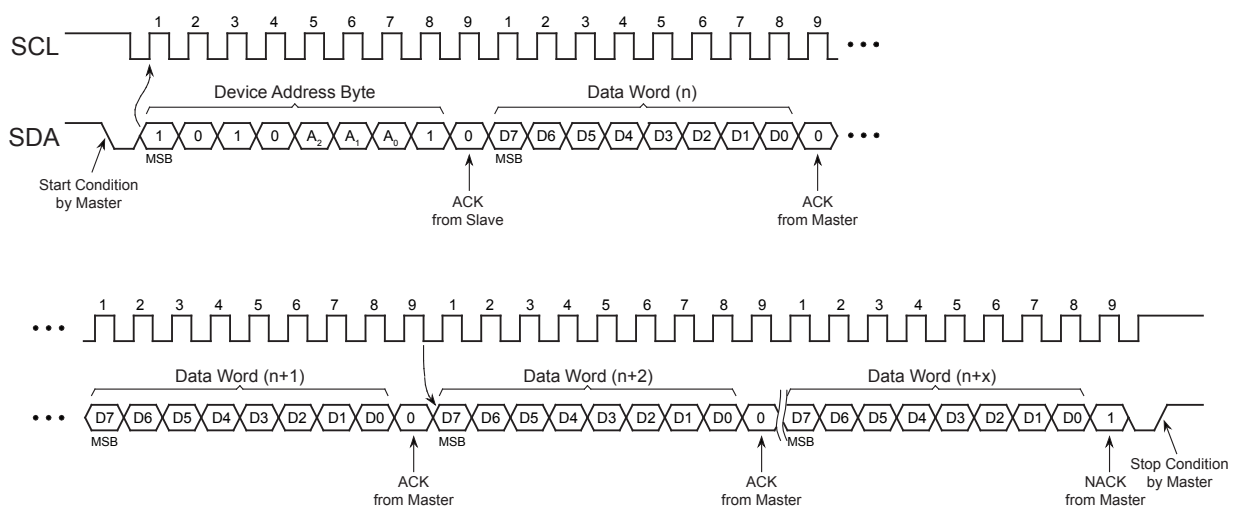 1 2 3 4 5 6 7 8 9 1 2 3 4 5 6 7 8 9
SCL
Device Address Byte Data Word (n)
SDA 1 0 1 0 A2 A1 A0 1 0 D7 D6 D5 D4 D3 D2 D1 D0 0
MSB MSB
Start Condition
by Master
ACK
from Slave
ACK
from Master
1 2 3 4 5 6 7 8 9 1 2 3 4 5 6 7 8 9 1 2 3 4 5 6 7 8 9
Data Word (n+1) Data Word (n+2) Data Word (n+x)
D7 D6 D5 D4 D3 D2 D1 D0 0 D7 D6 D5 D4 D3 D2 D1 D0 0 D7 D6 D5 D4 D3 D2 D1 D0 1
MSB MSB MSB
ACK
from Master
ACK
from Master
NACK
from Master
Stop Condition
by Master